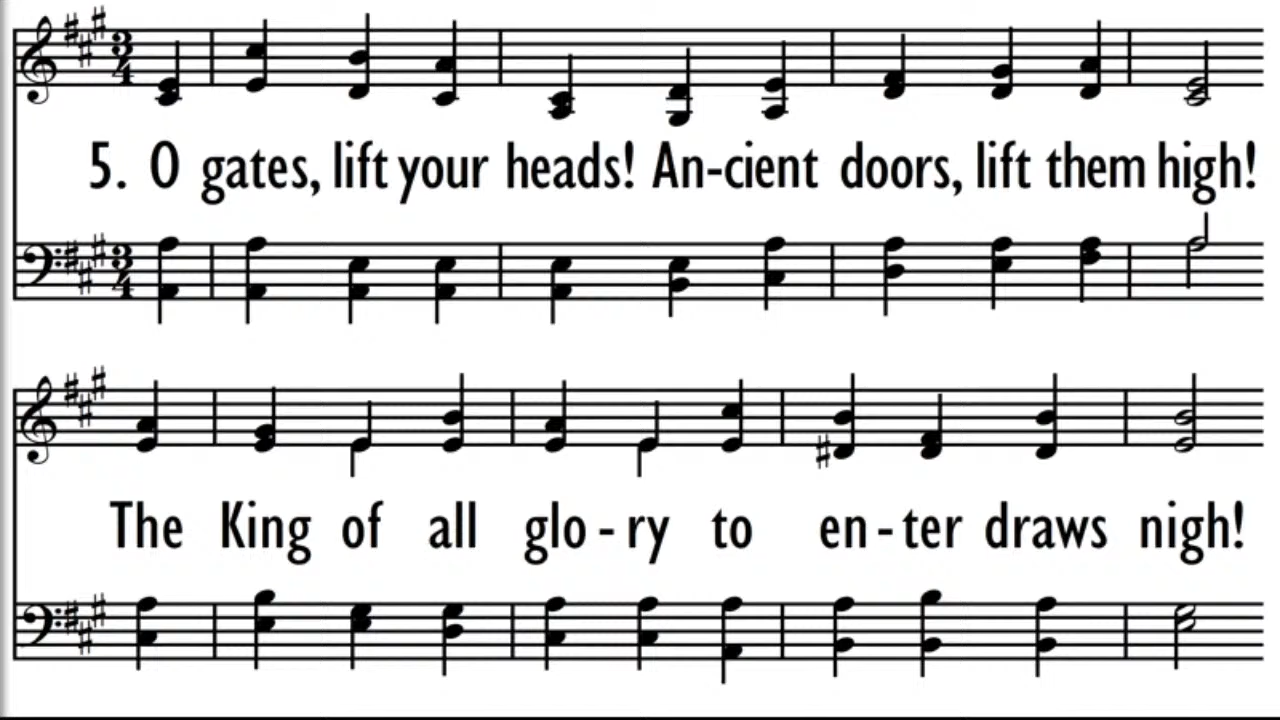 5. O gates, lift your heads! An-cient doors, lift them high!
The King of all glo-ry to en-ter draws nigh!